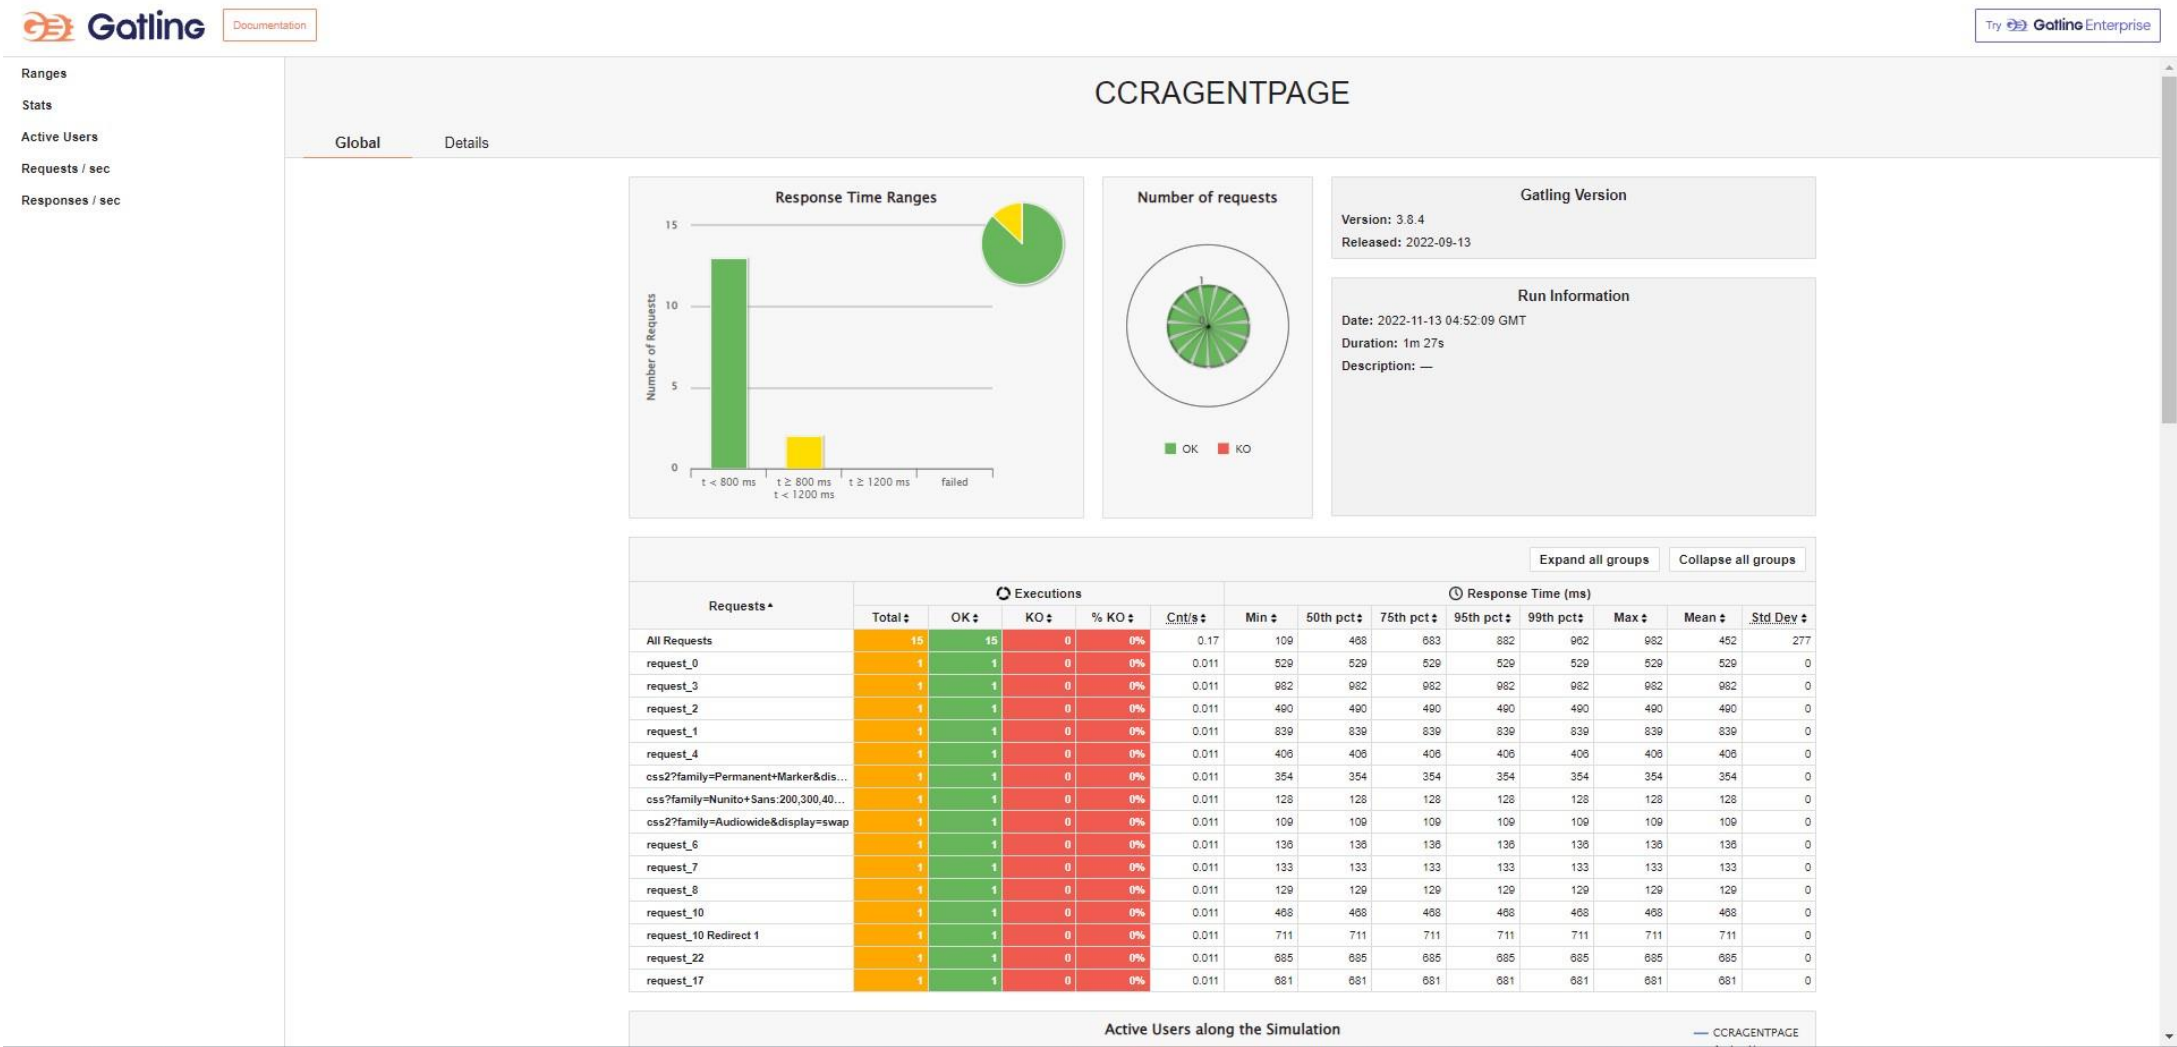 Gatling
Documentation
Try Gatling Enterprise
Ranges
Stats
Active Users
Requests / sec
Responses / sec
CCRAGENTPAGE
Global Details
Response Time Ranges
15
10
5
0
Number of Requests
t < 800 ms
t ≥ 800 ms
t < 1200 ms
t ≥ 1200 ms
failed
Number of requests
1
0
OK KO
Gatling Version
Version: 3.8.4
Released: 2022-09-13
Run Information
Date: 2022-11-13 04:52:09 GMT
Duration: 1m 27s
Description: —
Expand all groups Collapse all groups
Requests Executions Response Time (ms)
Total OK KO % KO Cnt/s Min 50th pct 75th pct 95th pct 99th pct Max Mean Std Dev
All Requests 15 15 0 0% 0.17 109 468 683 882 962 982 452 277
request_0 1 1 0 0% 0.011 529 529 529 529 529 529 529 0
request_3 1 1 0 0% 0.011 982 982 982 982 982 982 982 0
request_2 1 1 0 0% 0.011 490 490 490 490 490 490 490 0
request_1 1 1 0 0% 0.011 839 839 839 839 839 839 839 0
request_4 1 1 0 0% 0.011 406 406 406 406 406 406 406 0
css2?family=Permanent+Marker&dis... 1 1 0 0% 0.011 354 354 354 354 354 354 354 0
css?family=Nunito+Sans:200,300,40... 1 1 0 0% 0.011 128 128 128 128 128 128 128 0
css2?family=Audiowide&display=swap 1 1 0 0% 0.011 109 109 109 109 109 109 109 0
request_6 1 1 0 0% 0.011 136 136 136 136 136 136 136 0
request_7 1 1 0 0% 0.011 133 133 133 133 133 133 133 0
request_8 1 1 0 0% 0.011 129 129 129 129 129 129 129 0
request_10 1 1 0 0% 0.011 468 468 468 468 468 468 468 0
request_10 Redirect 1 1 1 0 0% 0.011 711 711 711 711 711 711 711 0
request_22 1 1 0 0% 0.011 685 685 685 685 685 685 685 0
request_17 1 1 0 0% 0.011 681 681 681 681 681 681 681 0
Active Users along the Simulation
CCRAGENTPAGE